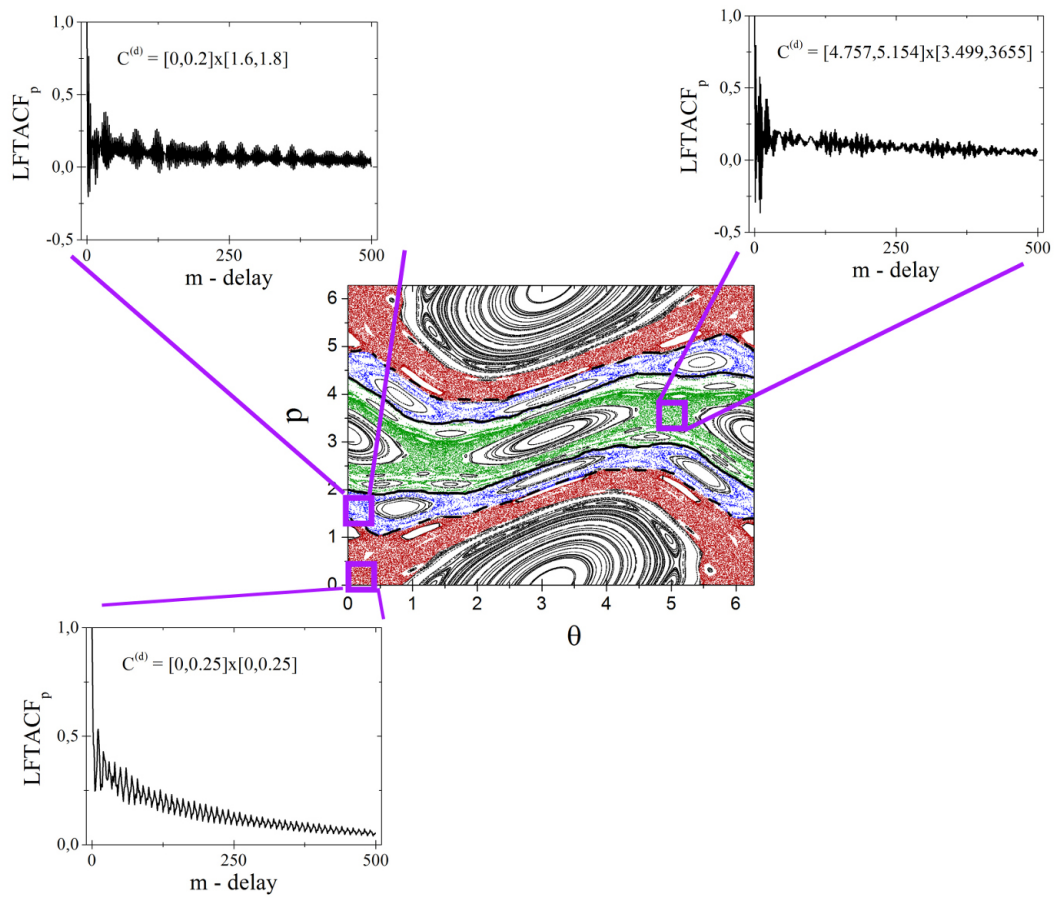 1,0
C(d) = [0,0.2]x[1.6,1.8]
LFTACFp
0,5
0,0
-0,5
0 250 500
m - delay
1,0
C(d) = [4.757,5.154]x[3.499,3655]
LFTACFp
0,5
0,0
-0,5
0 250 500
m - delay
6
5
4
p
3
2
1
0
0 1 2 3 4 5 6
θ
1,0
C(d) = [0,0.25]x[0,0.25]
LFTACFp
0,5
0,0
0 250 500
m - delay